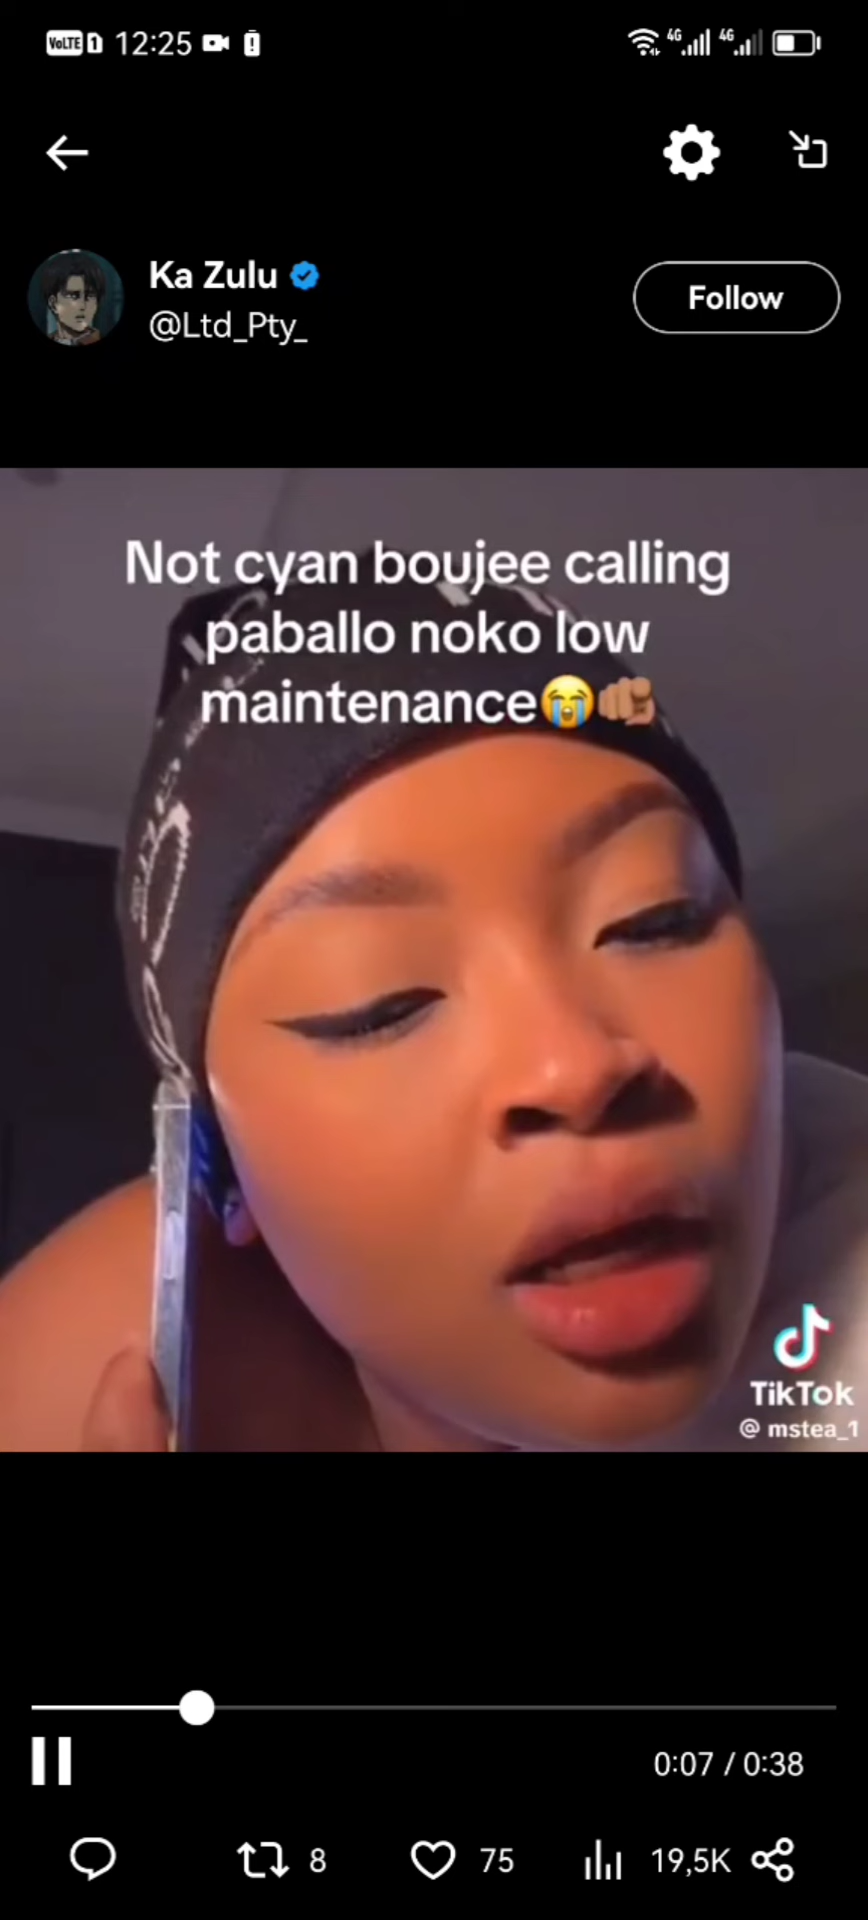 VoLTE 1 12:25 4G 4G
Ka Zulu
@Ltd_Pty_
Follow
Not cyan boujee calling
paballo noko low
maintenance😭🫵🏽
TikTok
@ mstea_1
0:07 / 0:38
8 75 19,5K